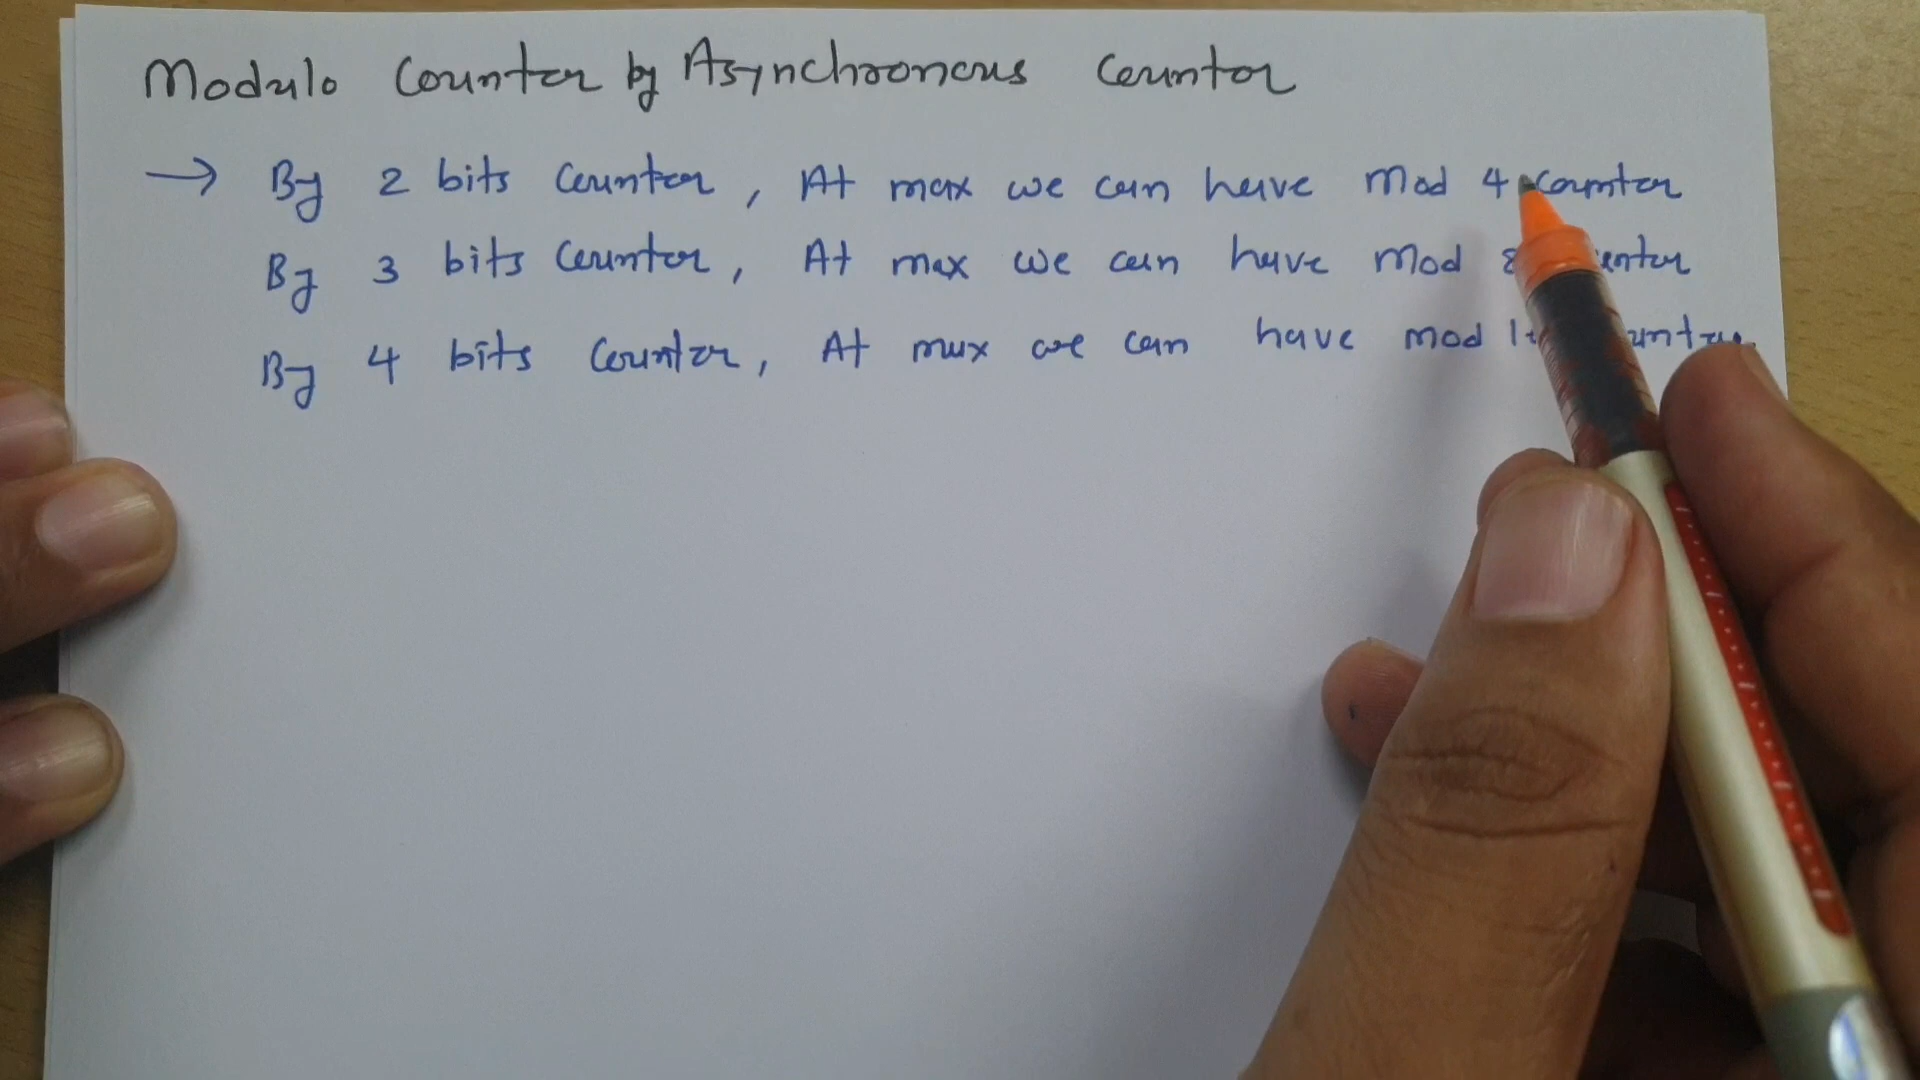 Modulo Counter by Asynchronous Counter
→ By 2 bits Counter, At max we can have Mod 4 Counter
By 3 bits Counter, At max we can have Mod 8
By 4 bits Counter, At max we can have mod